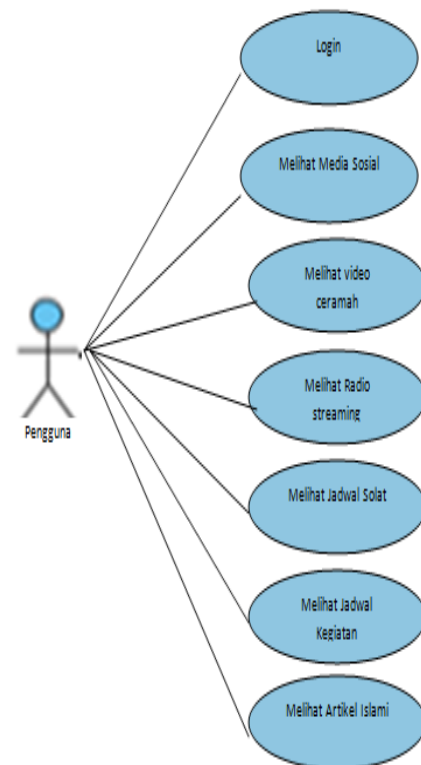 Login
Melihat Media Sosial
Melihat video
ceramah
Melihat Radio
streaming
Pengguna
Melihat Jadwal Solat
Melihat Jadwal
Kegiatan
Melihat Artikel Islami